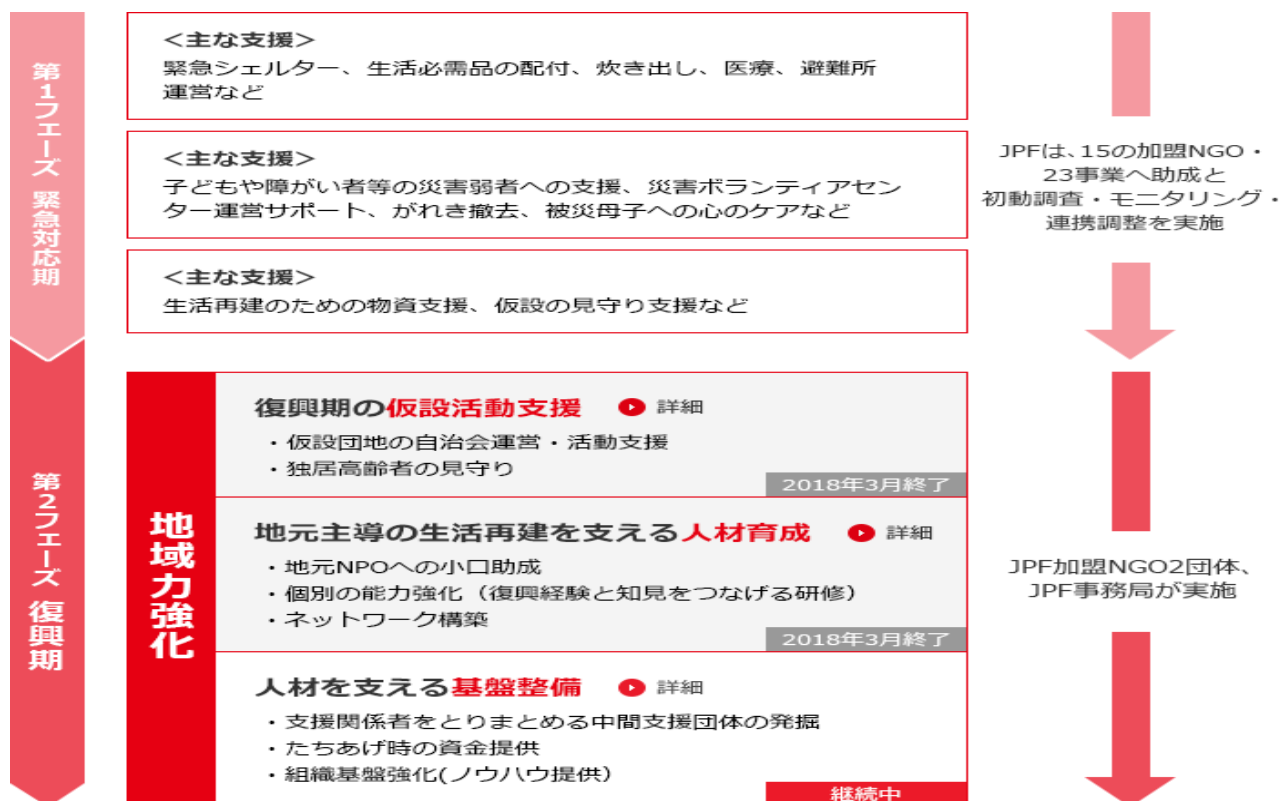 第1フェーズ 緊急対応期
<主な支援>
緊急シェルター、生活必需品の配付、炊き出し、医療、避難所
運営など
<主な支援>
子どもや障がい者等の災害弱者への支援、災害ボランティアセン
ター運営サポート、がれき撤去、被災母子への心のケアなど
<主な支援>
生活再建のための物資支援、仮設の見守り支援など
JPFは、15の加盟NGO・
23事業へ助成と
初動調査・モニタリング・
連携調整を実施
第2フェーズ 復興期
地域力強化
復興期の仮設活動支援 詳細
・仮設団地の自治会運営・活動支援
・独居高齢者の見守り
2018年3月終了
地元主導の生活再建を支える人材育成 詳細
・地元NPOへの小口助成
・個別の能力強化（復興経験と知見をつなげる研修）
・ネットワーク構築
2018年3月終了
人材を支える基盤整備 詳細
・支援関係者をとりまとめる中間支援団体の発掘
・たちあげ時の資金提供
・組織基盤強化(ノウハウ提供）
継続中
JPF加盟NGO2団体、
JPF事務局が実施